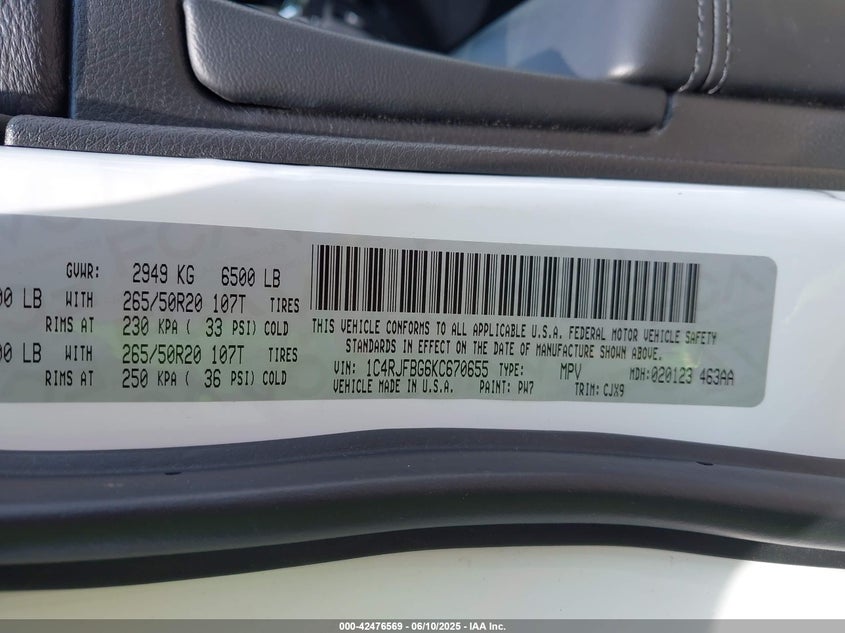 GVWR: 2949 KG 6500 LB
00 LB WITH 265/50R20 107T TIRES
RIMS AT 230 KPA ( 33 PSI) COLD
00 LB WITH 265/50R20 107T TIRES
RIMS AT 250 KPA ( 36 PSI) COLD
THIS VEHICLE CONFORMS TO ALL APPLICABLE U.S.A. FEDERAL MOTOR VEHICLE SAFETY
STANDARDS IN EFFECT ON THE DATE OF MANUFACTURE SHOWN ABOVE.
VIN: 1C4RJFBG6KC670655 TYPE: MPV MDH:020123 463AA
VEHICLE MADE IN U.S.A. PAINT: PW7 TRIM: CJX9
000-42476569 - 06/10/2025 - IAA Inc.